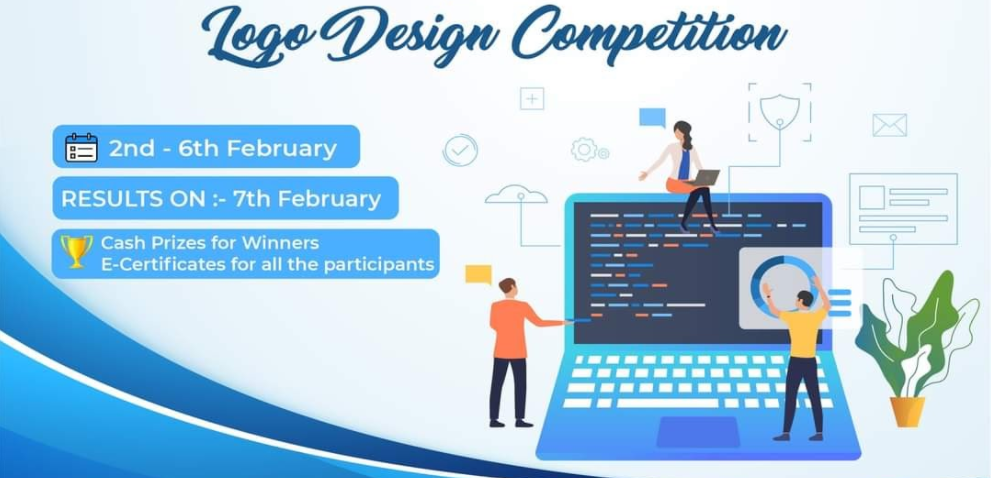 Logo Design Competition
2nd - 6th February
RESULTS ON :- 7th February
Cash Prizes for Winners
E-Certificates for all the participants